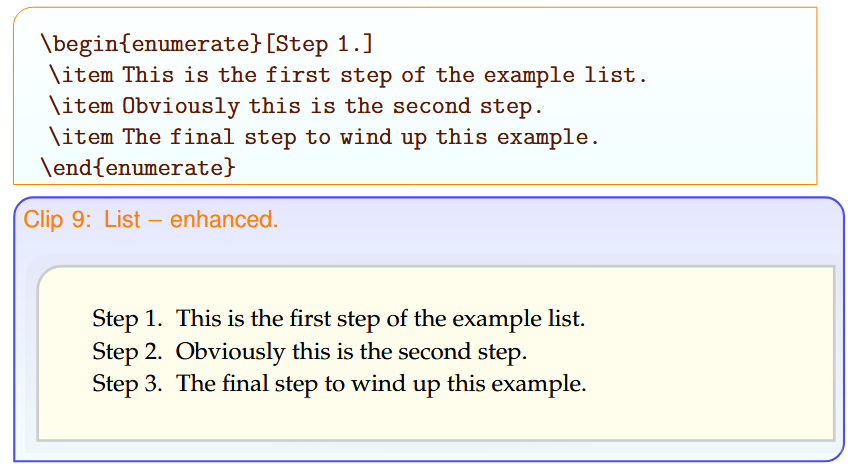 \begin{enumerate}[Step 1.]
\item This is the first step of the example list.
\item Obviously this is the second step.
\item The final step to wind up this example.
\end{enumerate}
Clip 9: List – enhanced.
Step 1. This is the first step of the example list.
Step 2. Obviously this is the second step.
Step 3. The final step to wind up this example.